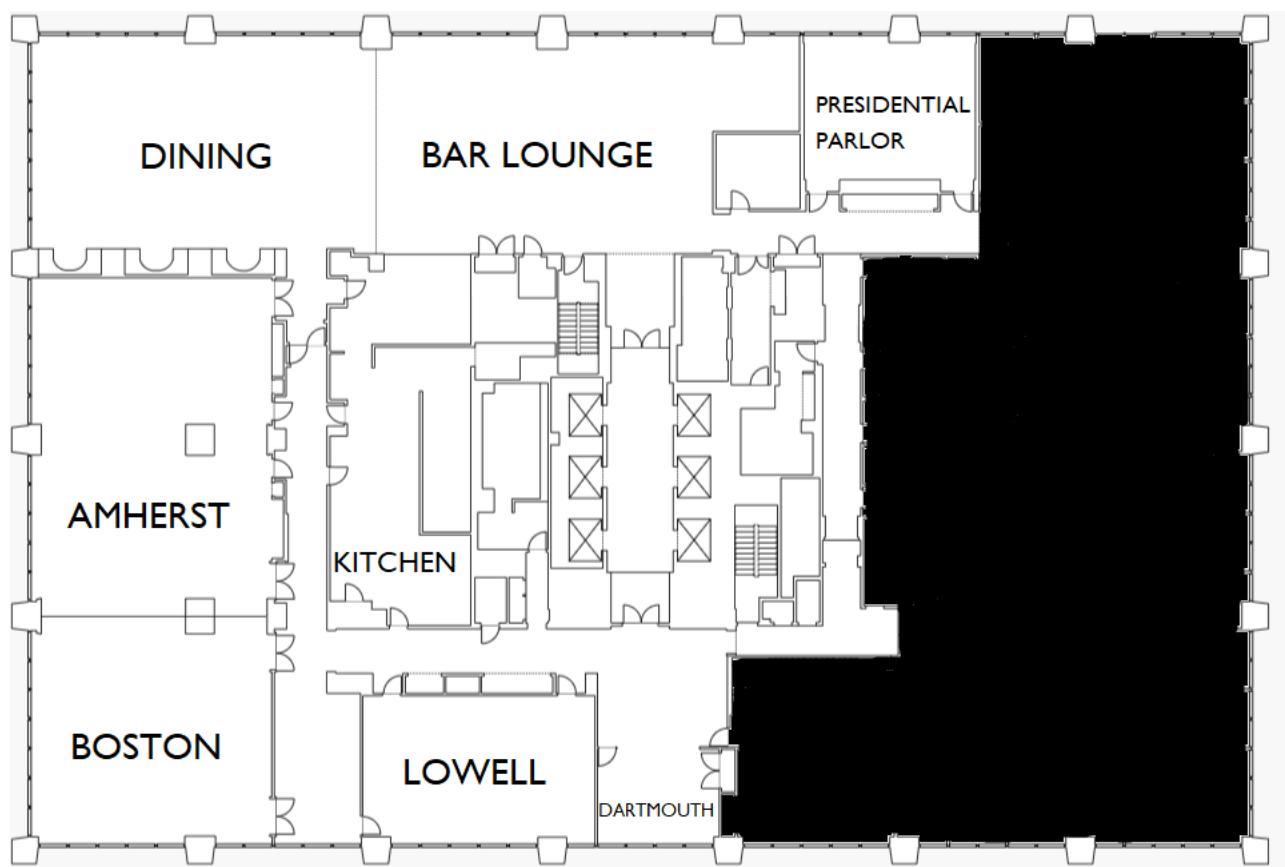 PRESIDENTIAL
PARLOR
DINING
BAR LOUNGE
AMHERST
KITCHEN
BOSTON
LOWELL
DARTMOUTH